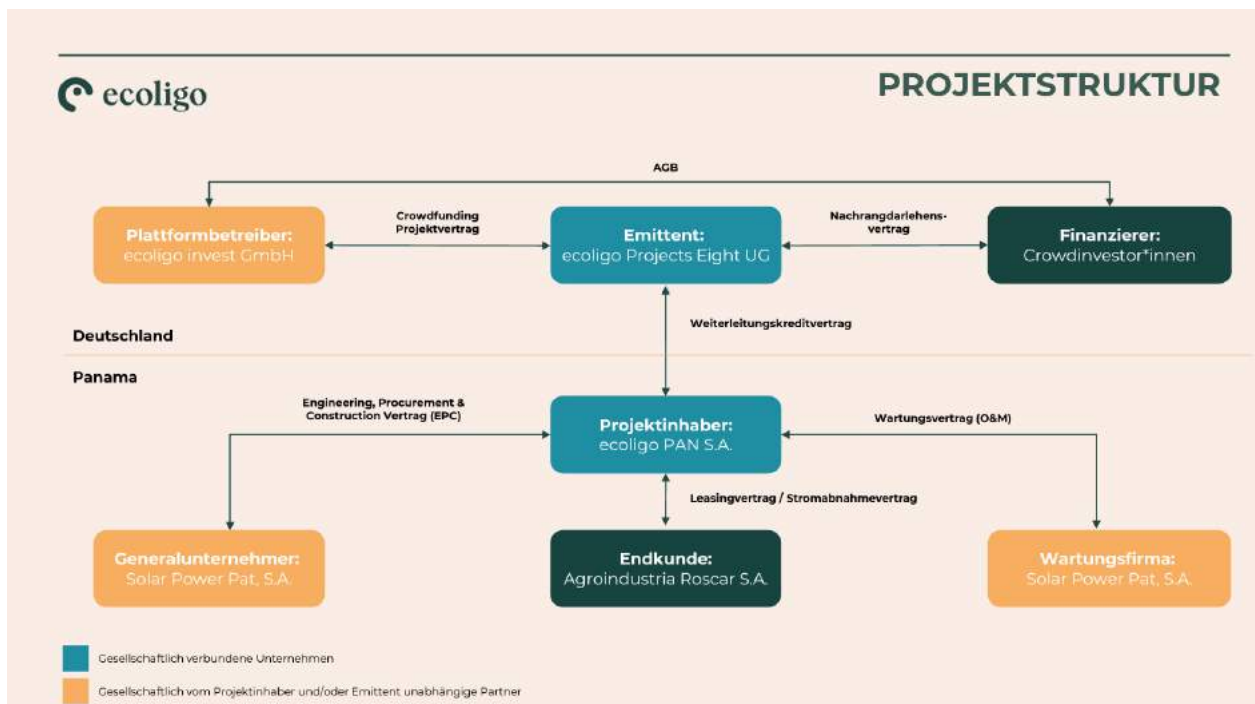 ecoligo
PROJEKTSTRUKTUR
AGB
Plattformbetreiber:
ecoligo invest GmbH
Crowdfunding
Projektvertrag
Emittent:
ecoligo Projects Eight UG
Nachrangdarlehens-
vertrag
Finanzierer:
Crowdinvestor*innen
Weiterleitungskreditvertrag
Deutschland
Panama
Engineering, Procurement &
Construction Vertrag (EPC)
Projektinhaber:
ecoligo PAN S.A.
Wartungsvertrag (O&M)
Leasingvertrag / Stromabnahmevertrag
Generalunternehmer:
Solar Power Pat, S.A.
Endkunde:
Agroindustria Roscar S.A.
Wartungsfirma:
Solar Power Pat, S.A.
Gesellschaftlich verbundene Unternehmen
Gesellschaftlich vom Projektinhaber und/oder Emittent unabhängige Partner